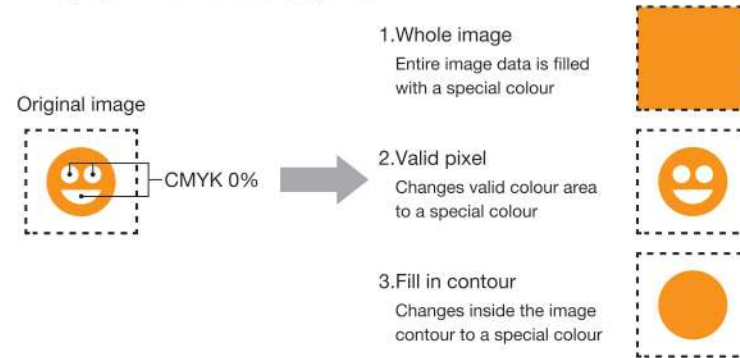 1.Whole image
Entire image data is filled
with a special colour
Original image
CMYK 0%
2.Valid pixel
Changes valid colour area
to a special colour
3.Fill in contour
Changes inside the image
contour to a special colour